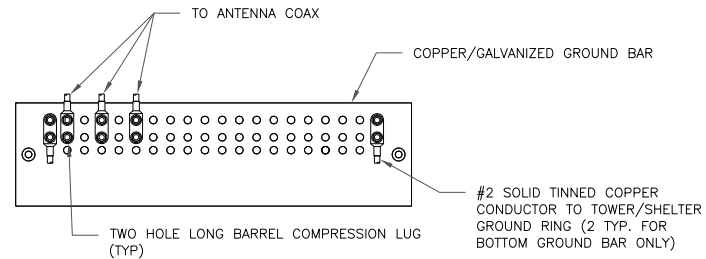 TO ANTENNA COAX
COPPER/GALVANIZED GROUND BAR
#2 SOLID TINNED COPPER
CONDUCTOR TO TOWER/SHELTER
GROUND RING (2 TYP. FOR
BOTTOM GROUND BAR ONLY)
TWO HOLE LONG BARREL COMPRESSION LUG
(TYP)